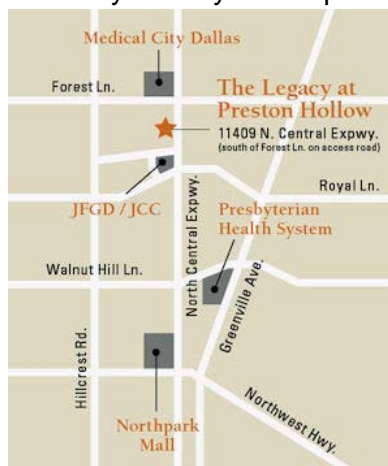 Medical City Dallas
Forest Ln.
The Legacy at
Preston Hollow
11409 N. Central Expwy.
(south of Forest Ln. on access road)
Royal Ln.
JFGD / JCC
Presbyterian
Health System
North Central Expwy.
Walnut Hill Ln.
Greenville Ave.
Hillcrest Rd.
Northpark
Mall
Northwest Hwy.